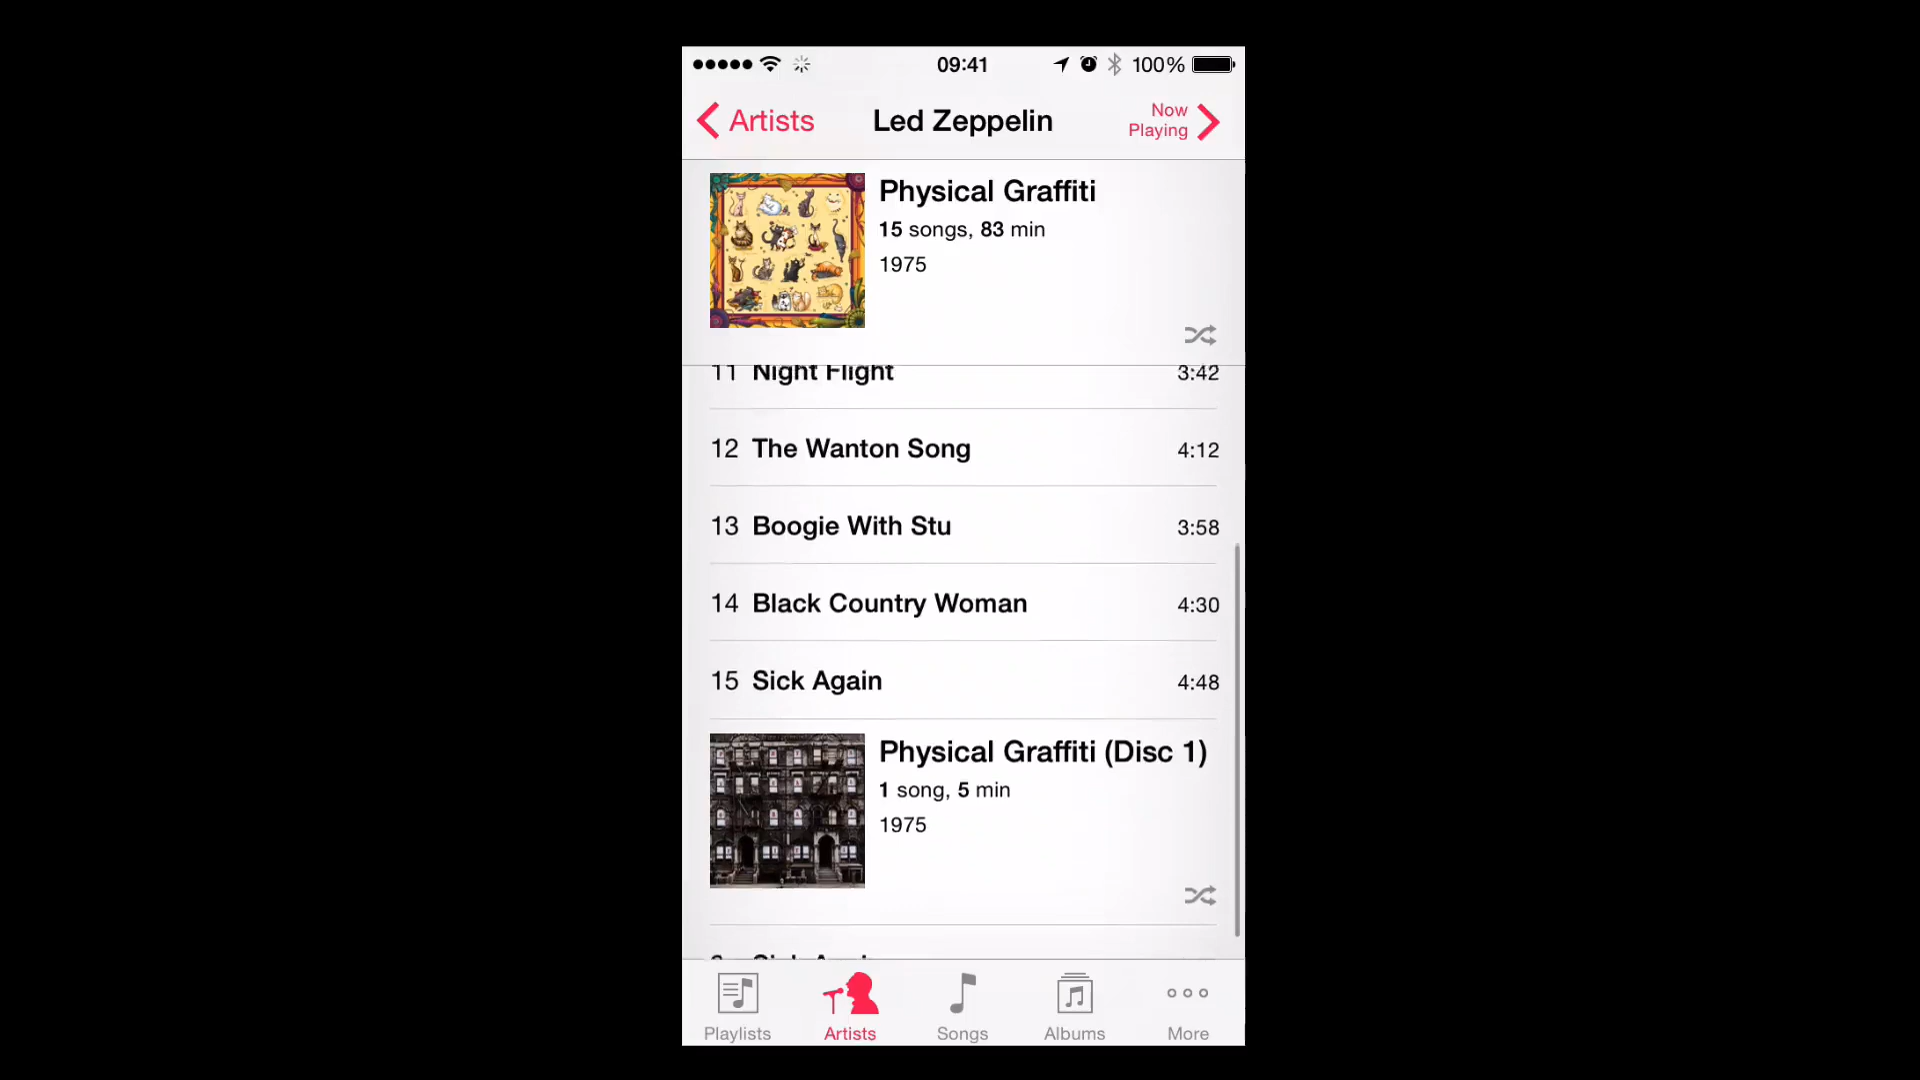 09:41 100%
Artists Led Zeppelin Now Playing
Physical Graffiti
15 songs, 83 min
1975
11 Night Flight 3:42
12 The Wanton Song 4:12
13 Boogie With Stu 3:58
14 Black Country Woman 4:30
15 Sick Again 4:48
Physical Graffiti (Disc 1)
1 song, 5 min
1975
Sick Again
Playlists Artists Songs Albums More